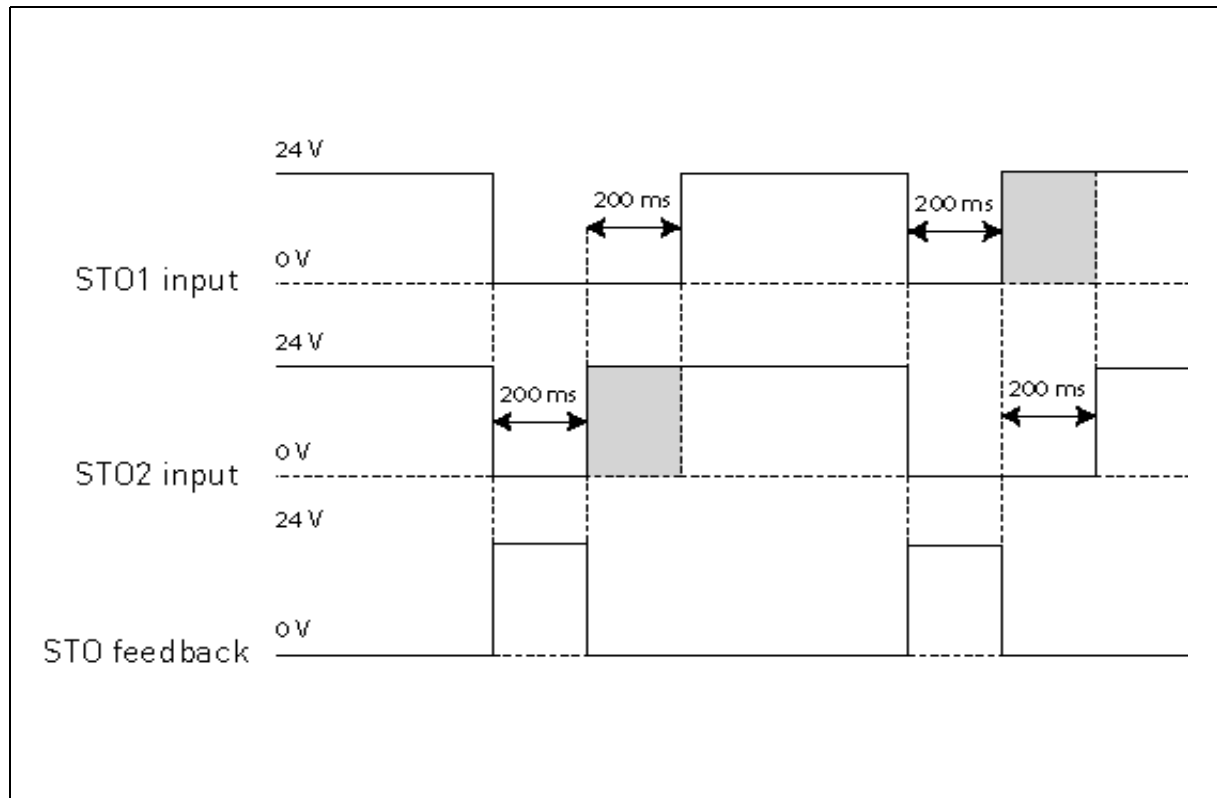 24 V
200 ms
200 ms
0 V
STO1 input
24 V
200 ms
200 ms
0 V
STO2 input
24 V
0 V
STO feedback